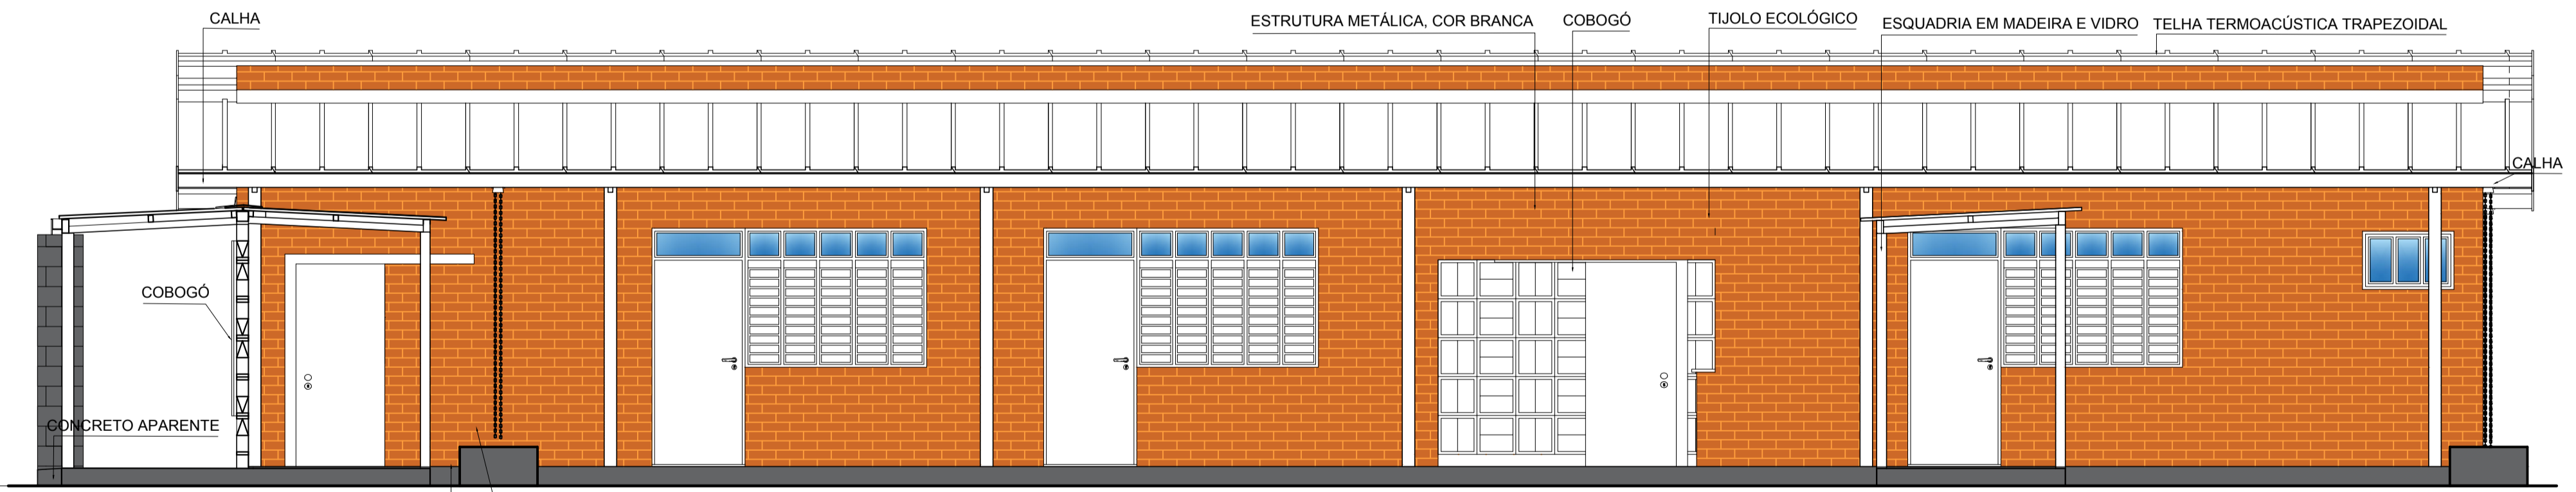 CALHA
ESTRUTURA METÁLICA, COR BRANCA
COBOGÓ
TIJOLO ECOLÓGICO
ESQUADRIA EM MADEIRA E VIDRO
TELHA TERMOACÚSTICA TRAPEZOIDAL
CALHA
COBOGÓ
CONCRETO APARENTE